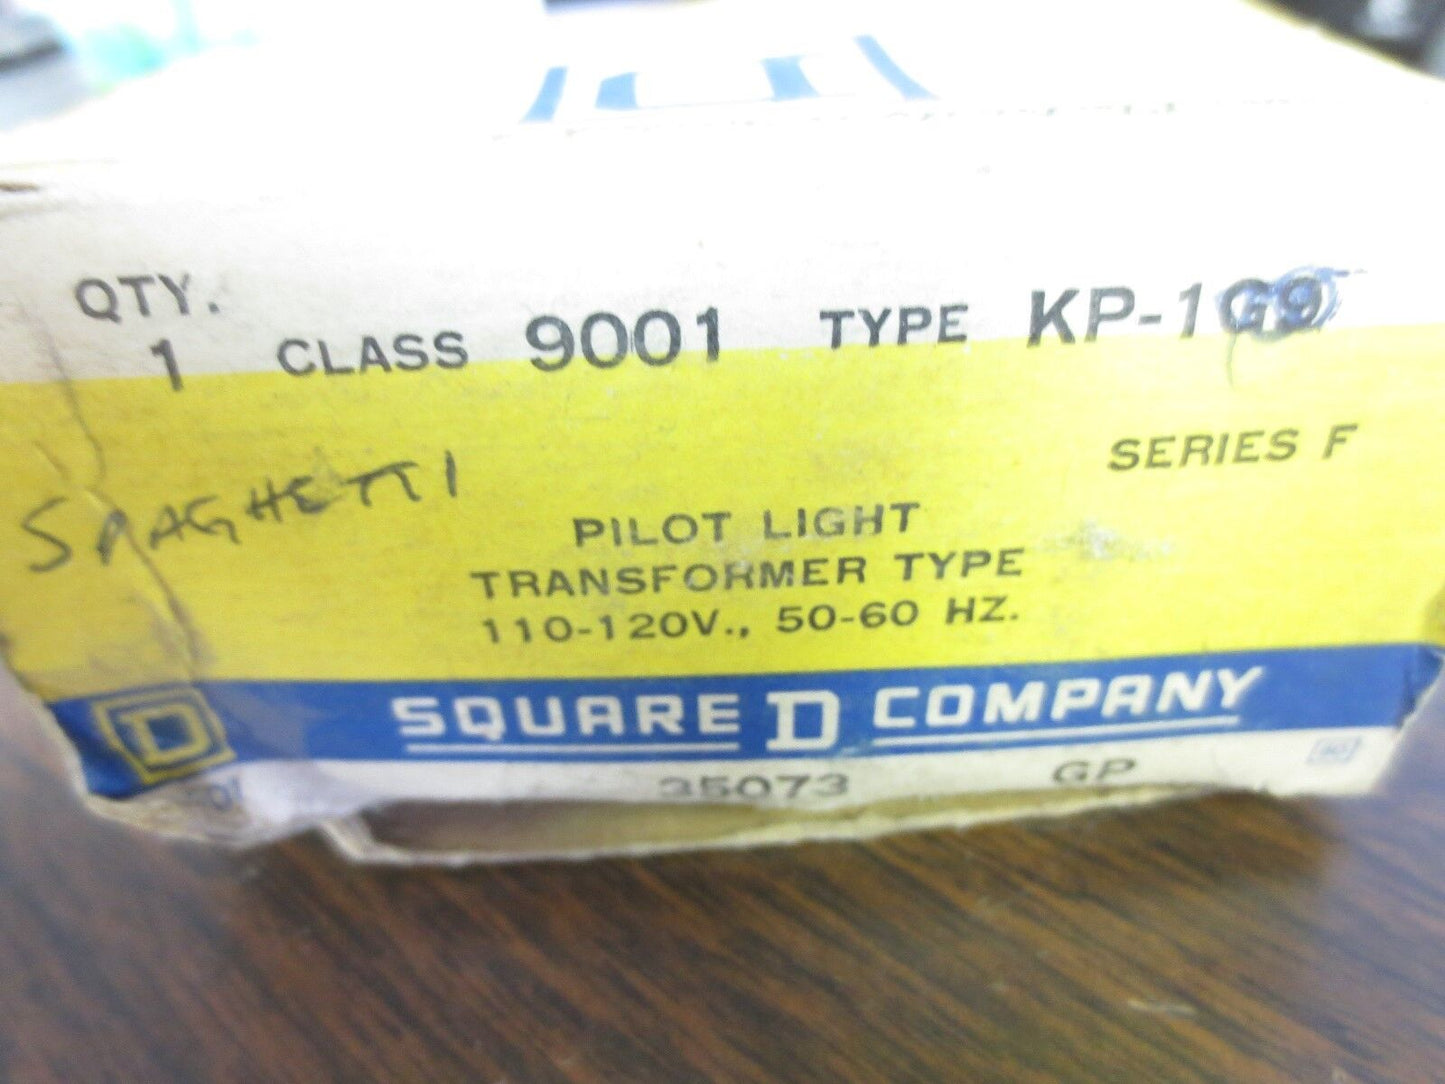 QTY.
1 CLASS 9001 TYPE KP-1G9
SERIES F
SPAGHETTI
PILOT LIGHT
TRANSFORMER TYPE
110-120V., 50-60 HZ.
D SQUARE D COMPANY
35073 GP